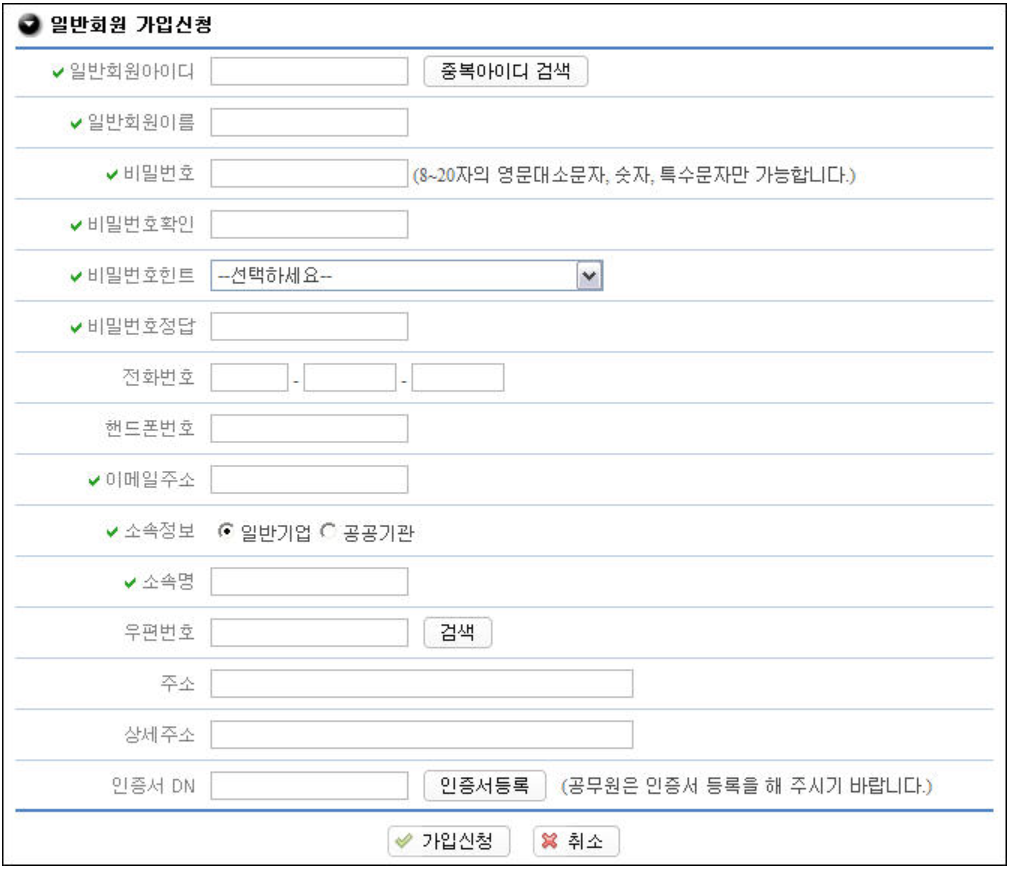 일반회원 가입신청
일반회원아이디 중복아이디 검색
일반회원이름
비밀번호 (8~20자의 영문대소문자, 숫자, 특수문자만 가능합니다.)
비밀번호확인
비밀번호힌트 --선택하세요--
비밀번호정답
전화번호 - -
핸드폰번호
이메일주소
소속정보 일반기업 공공기관
소속명
우편번호 검색
주소
상세주소
인증서 DN 인증서등록 (공무원은 인증서 등록을 해 주시기 바랍니다.)
가입신청 취소